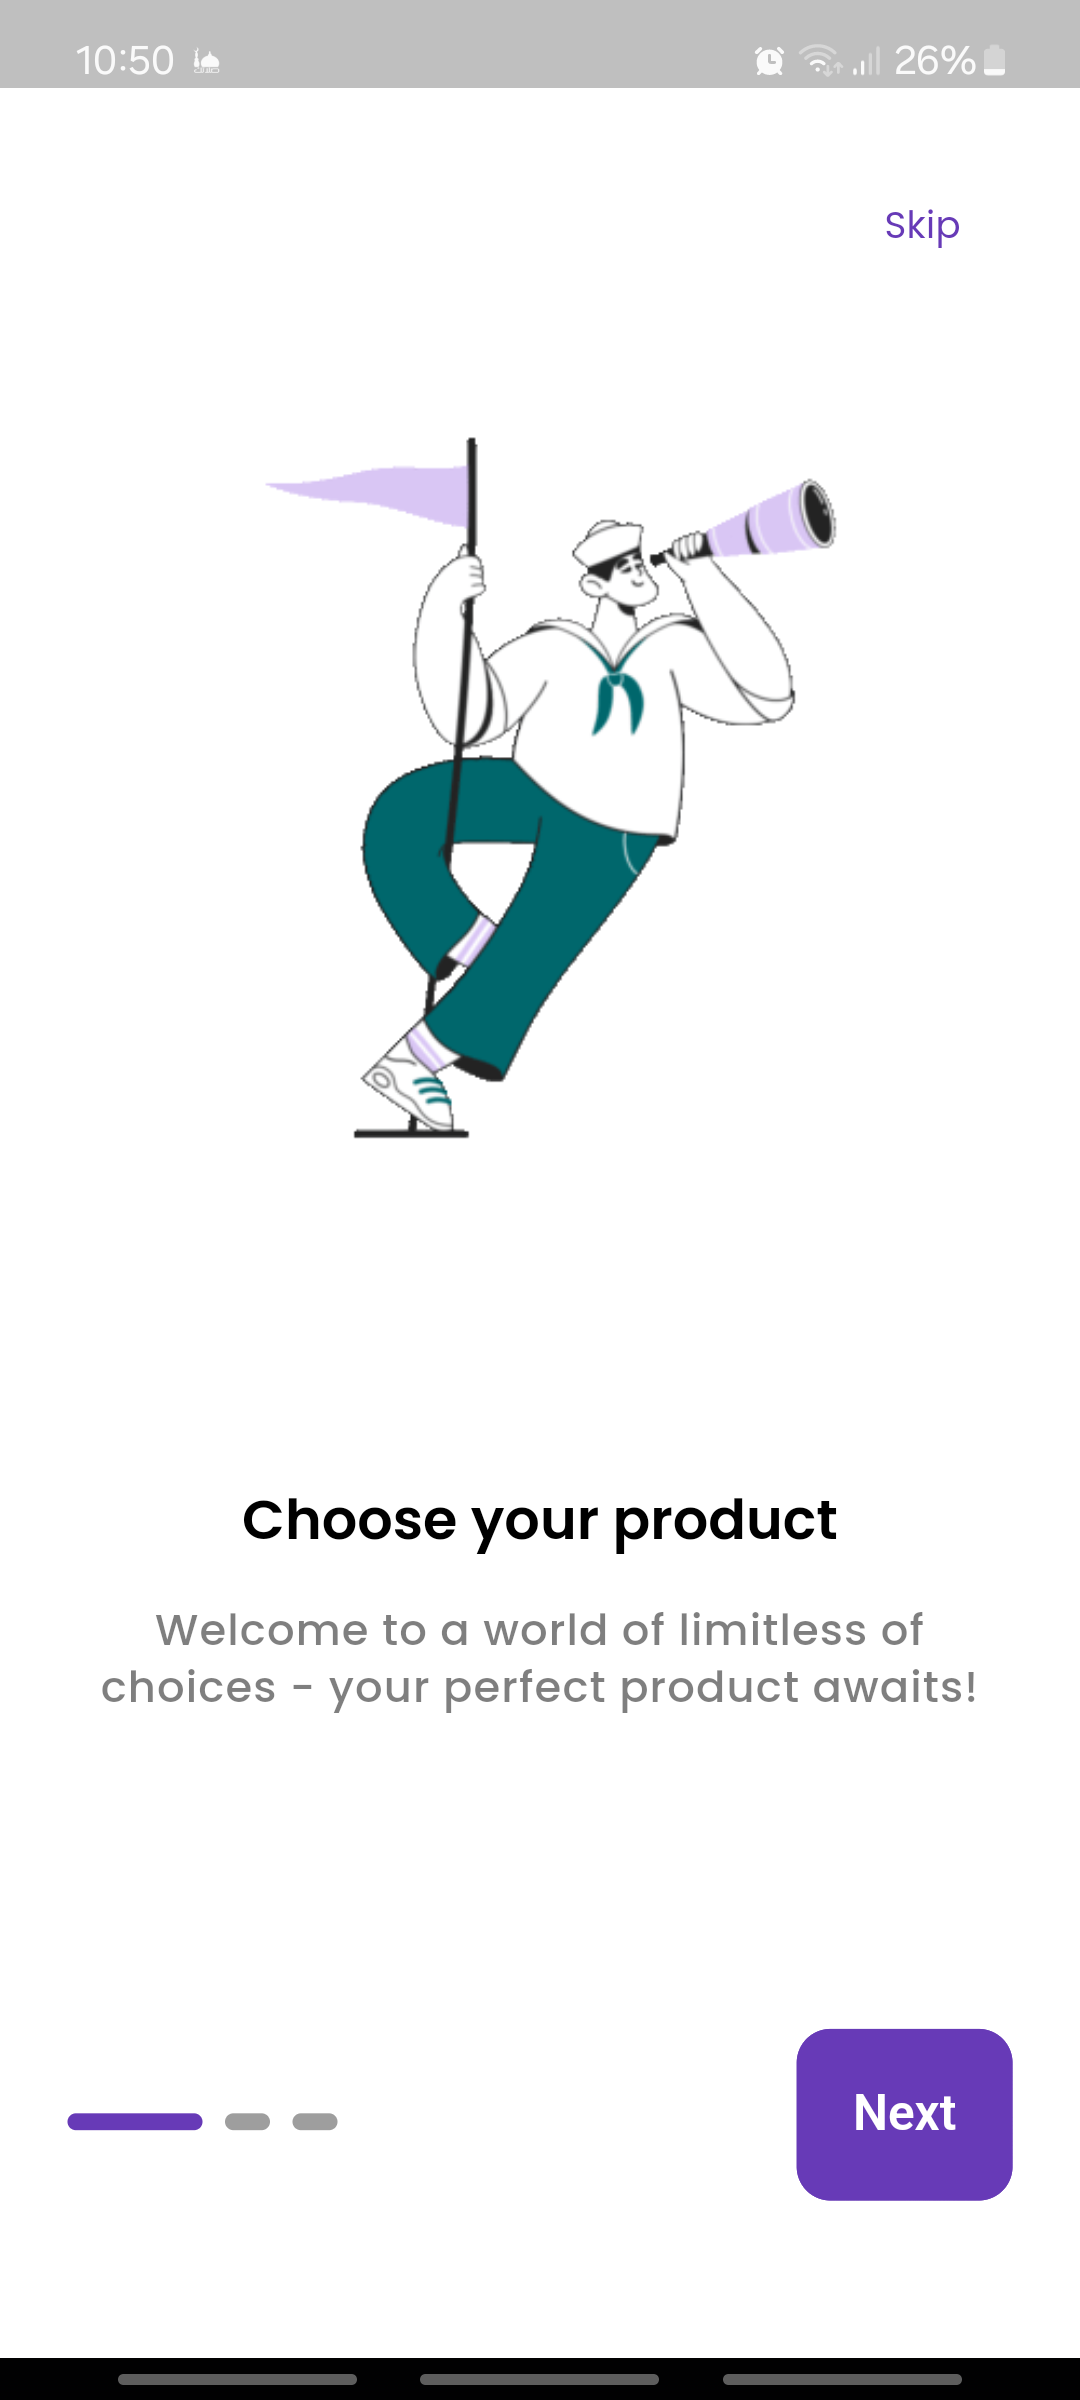 10:50 26%
Skip
Choose your product
Welcome to a world of limitless of
choices - your perfect product awaits!
Next